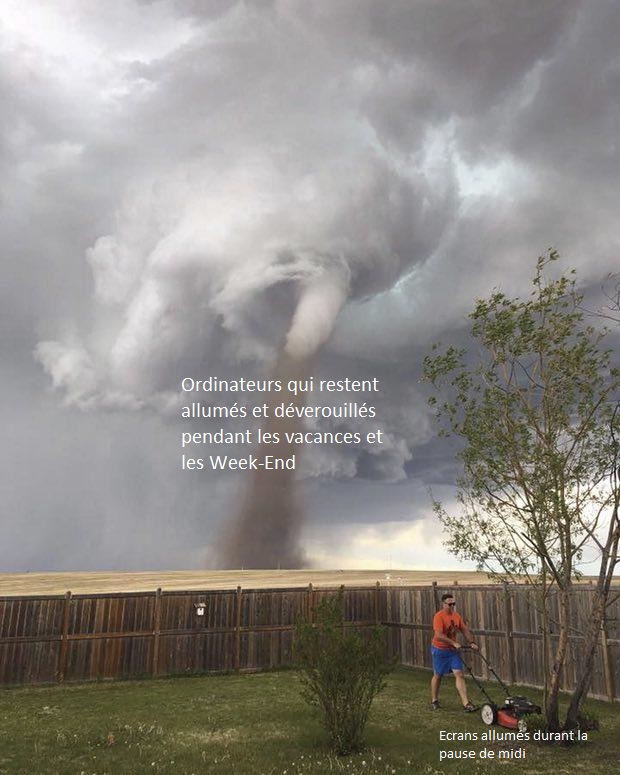 Ordinateurs qui restent
allumés et déverouillés
pendant les vacances et
les Week-End
Ecrans allumés durant la
pause de midi